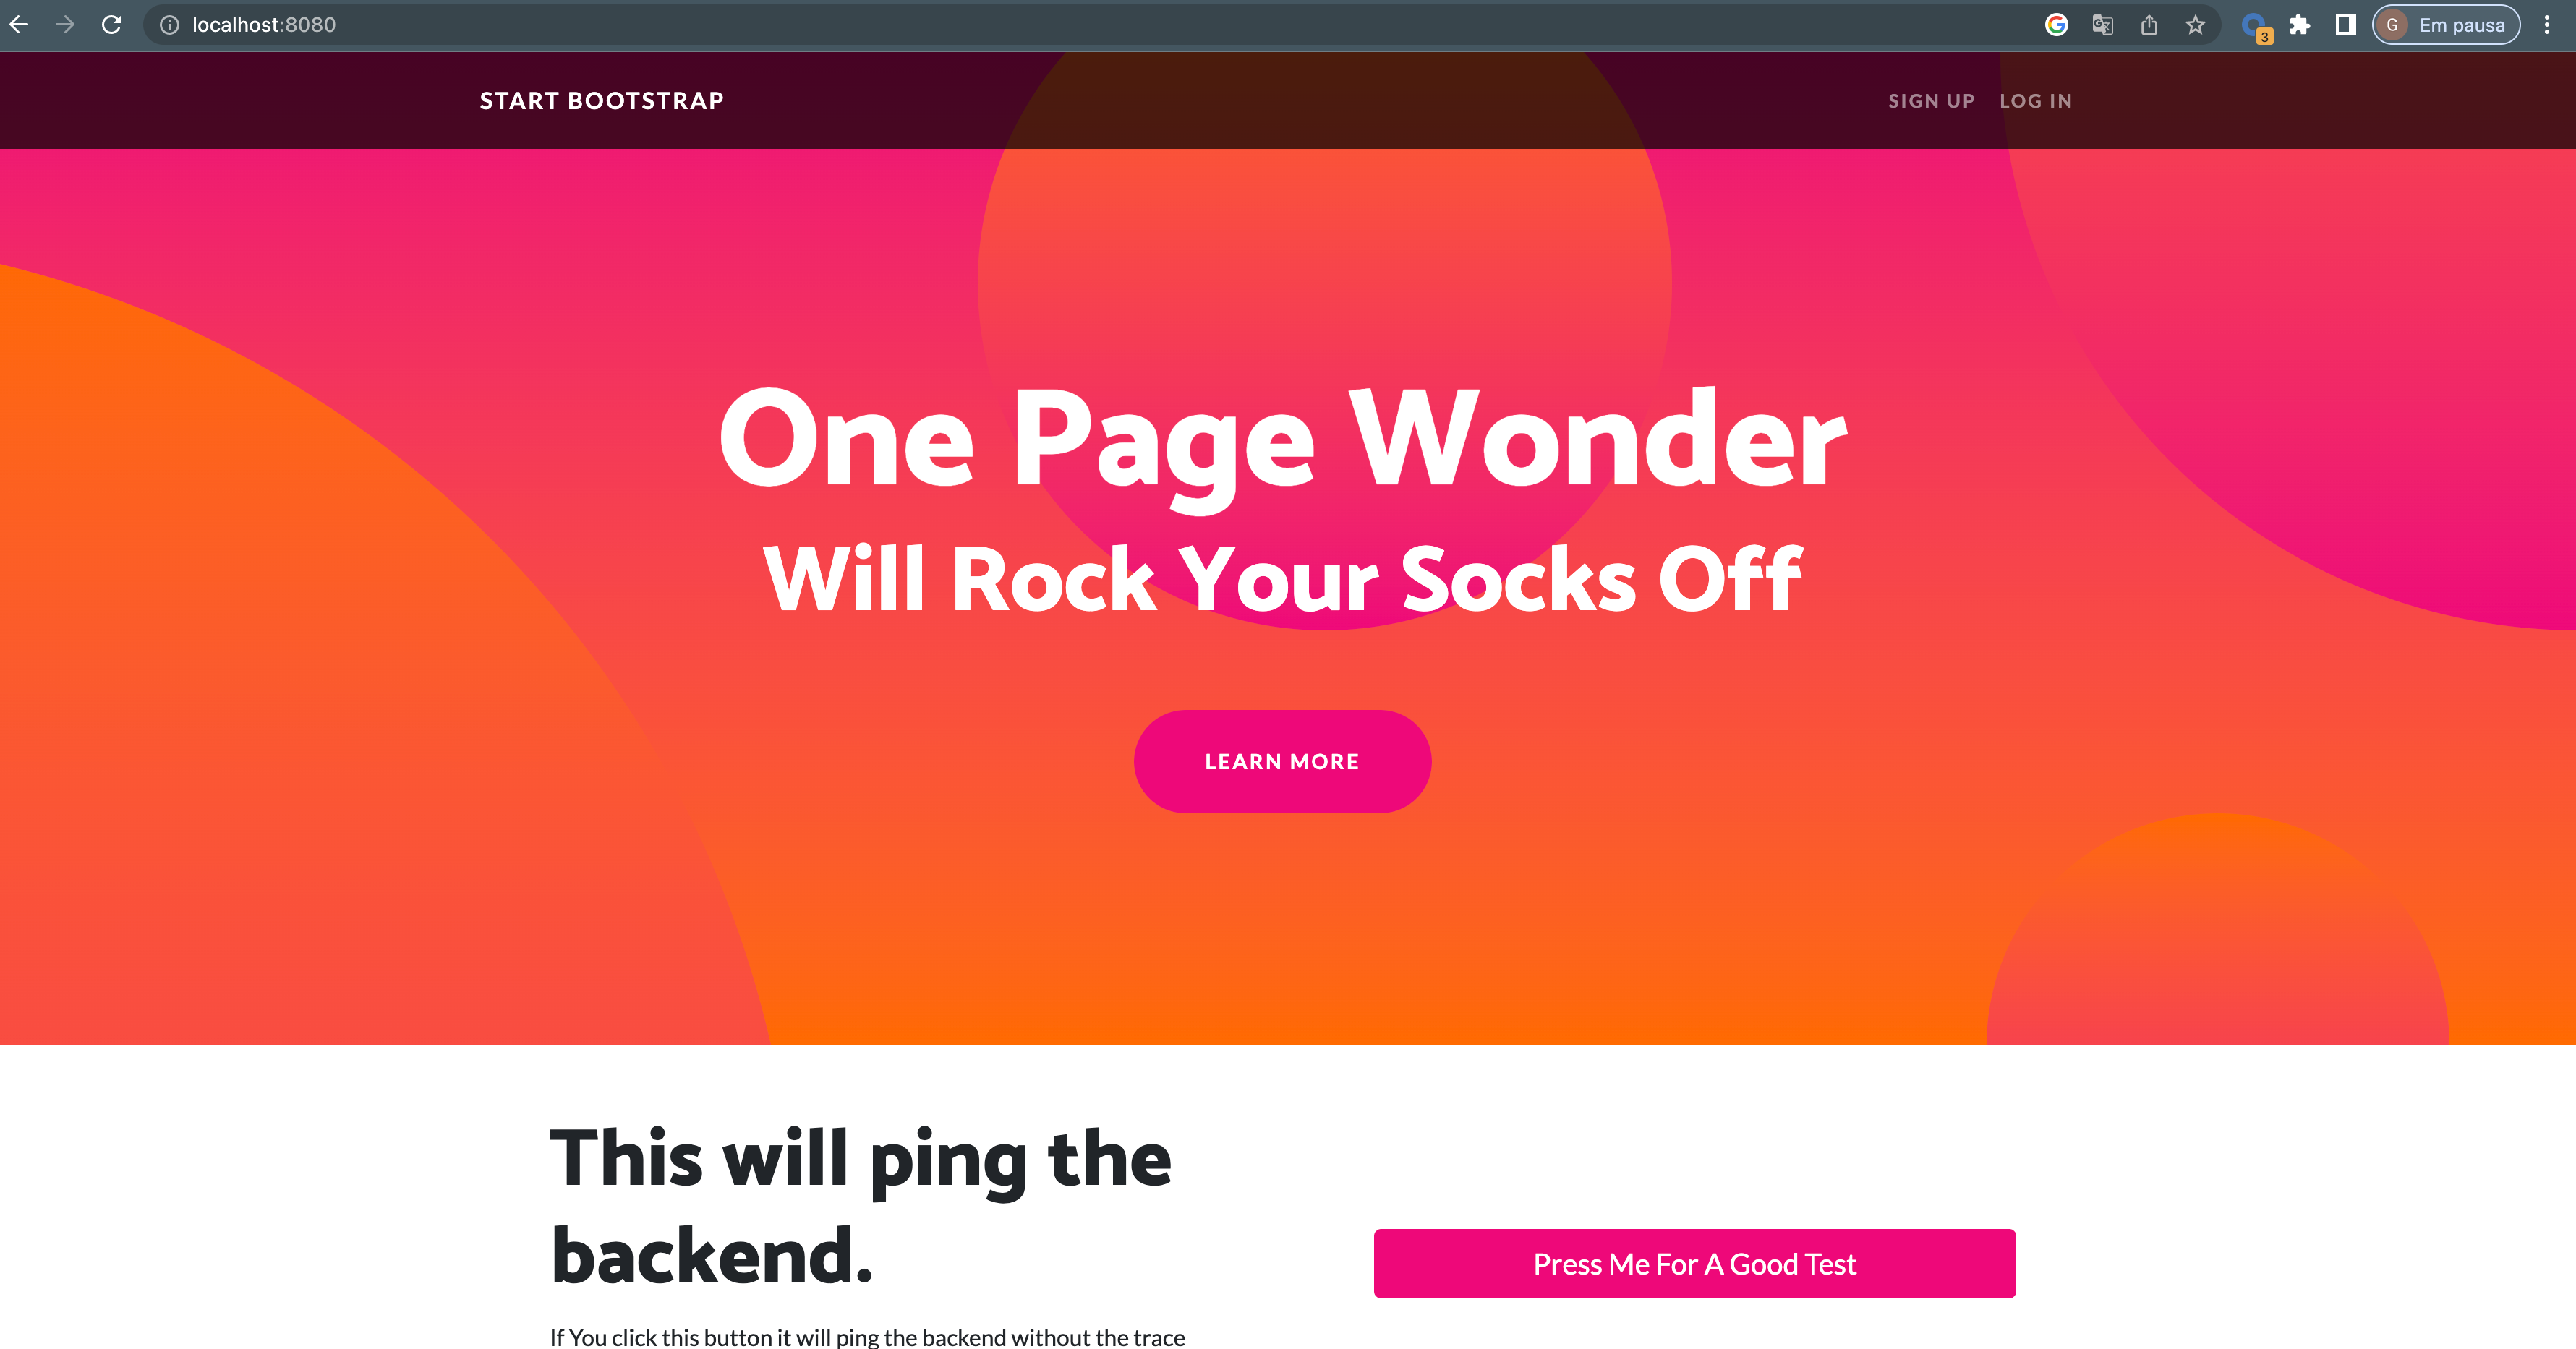 localhost:8080
3
G
Em pausa
START BOOTSTRAP
SIGN UP LOG IN
One Page Wonder
Will Rock Your Socks Off
LEARN MORE
This will ping the
backend.
Press Me For A Good Test
If You click this button it will ping the backend without the trace